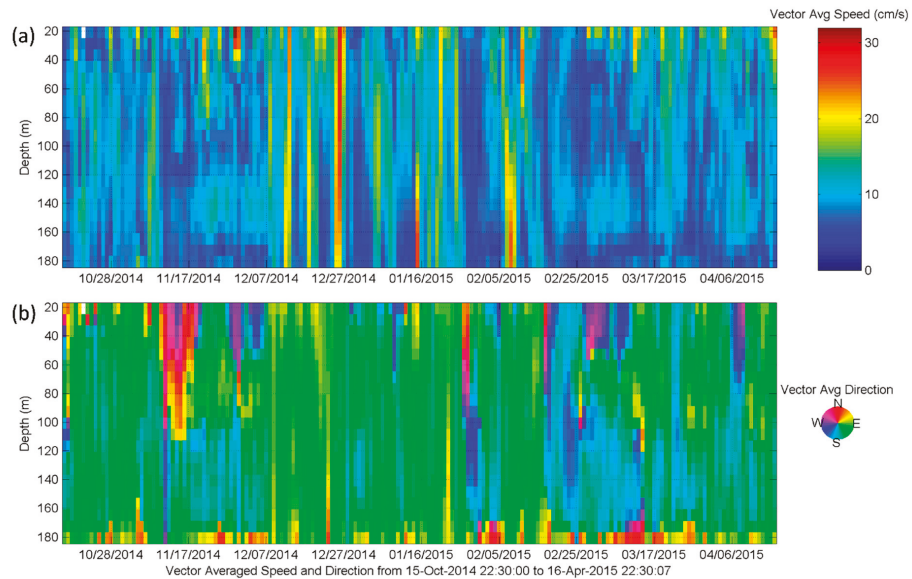 Vector Avg Speed (cm/s)
(a)
20
40
60
80
100
120
140
160
180
Depth (m)
10/28/2014 11/17/2014 12/07/2014 12/27/2014 01/16/2015 02/05/2015 02/25/2015 03/17/2015 04/06/2015
30
20
10
0
(b)
20
40
60
80
100
120
140
160
180
Depth (m)
10/28/2014 11/17/2014 12/07/2014 12/27/2014 01/16/2015 02/05/2015 02/25/2015 03/17/2015 04/06/2015
Vector Averaged Speed and Direction from 15-Oct-2014 22:30:00 to 16-Apr-2015 22:30:07
Vector Avg Direction
N
W E
S